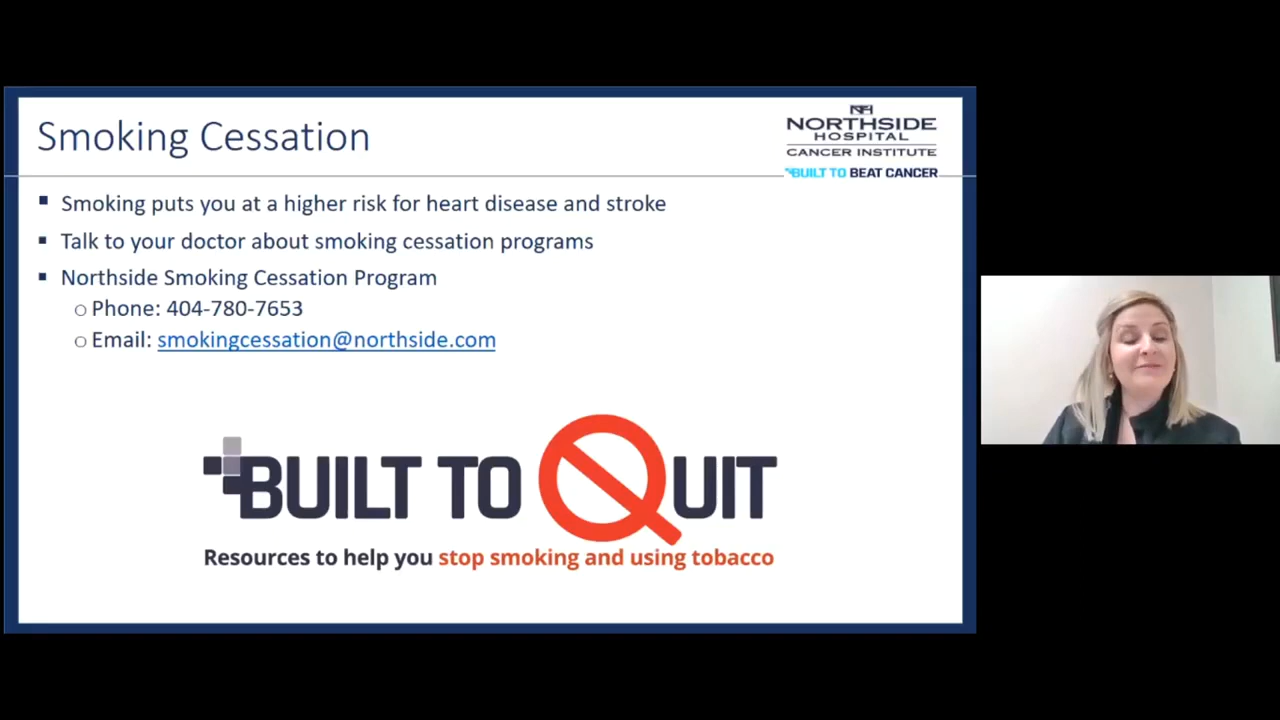 Smoking Cessation
NORTHSIDE
HOSPITAL
CANCER INSTITUTE
BUILT TO BEAT CANCER
▪ Smoking puts you at a higher risk for heart disease and stroke
▪ Talk to your doctor about smoking cessation programs
▪ Northside Smoking Cessation Program
o Phone: 404-780-7653
o Email: smokingcessation@northside.com
BUILT TO QUIT
Resources to help you stop smoking and using tobacco